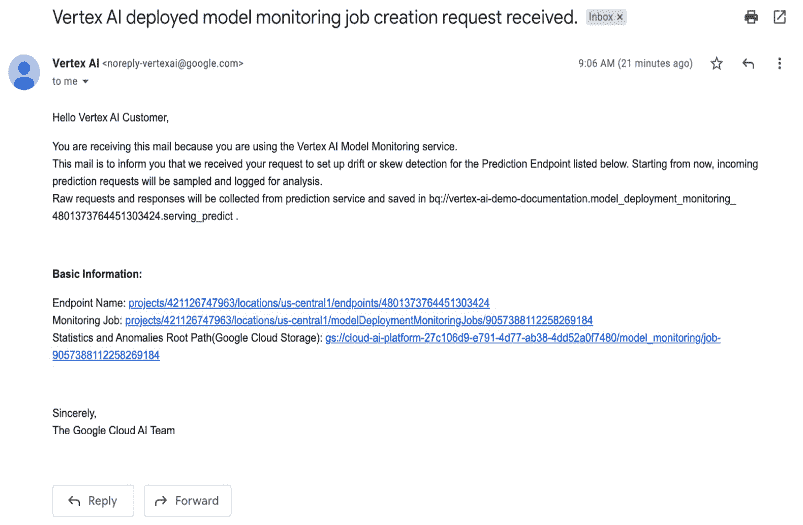 Vertex AI deployed model monitoring job creation request received. Inbox ×
Vertex AI <noreply-vertexai@google.com> 9:06 AM (21 minutes ago)
to me
Hello Vertex AI Customer,
You are receiving this mail because you are using the Vertex AI Model Monitoring service.
This mail is to inform you that we received your request to set up drift or skew detection for the Prediction Endpoint listed below. Starting from now, incoming
prediction requests will be sampled and logged for analysis.
Raw requests and responses will be collected from prediction service and saved in bq://vertex-ai-demo-documentation.model_deployment_monitoring_
4801373764451303424.serving_predict .
Basic Information:
Endpoint Name: projects/421126747963/locations/us-central1/endpoints/4801373764451303424
Monitoring Job: projects/421126747963/locations/us-central1/modelDeploymentMonitoringJobs/9057388112258269184
Statistics and Anomalies Root Path(Google Cloud Storage): gs://cloud-ai-platform-27c106d9-e791-4d77-ab38-4dd52a0f7480/model_monitoring/job-
9057388112258269184
Sincerely,
The Google Cloud AI Team
Reply Forward